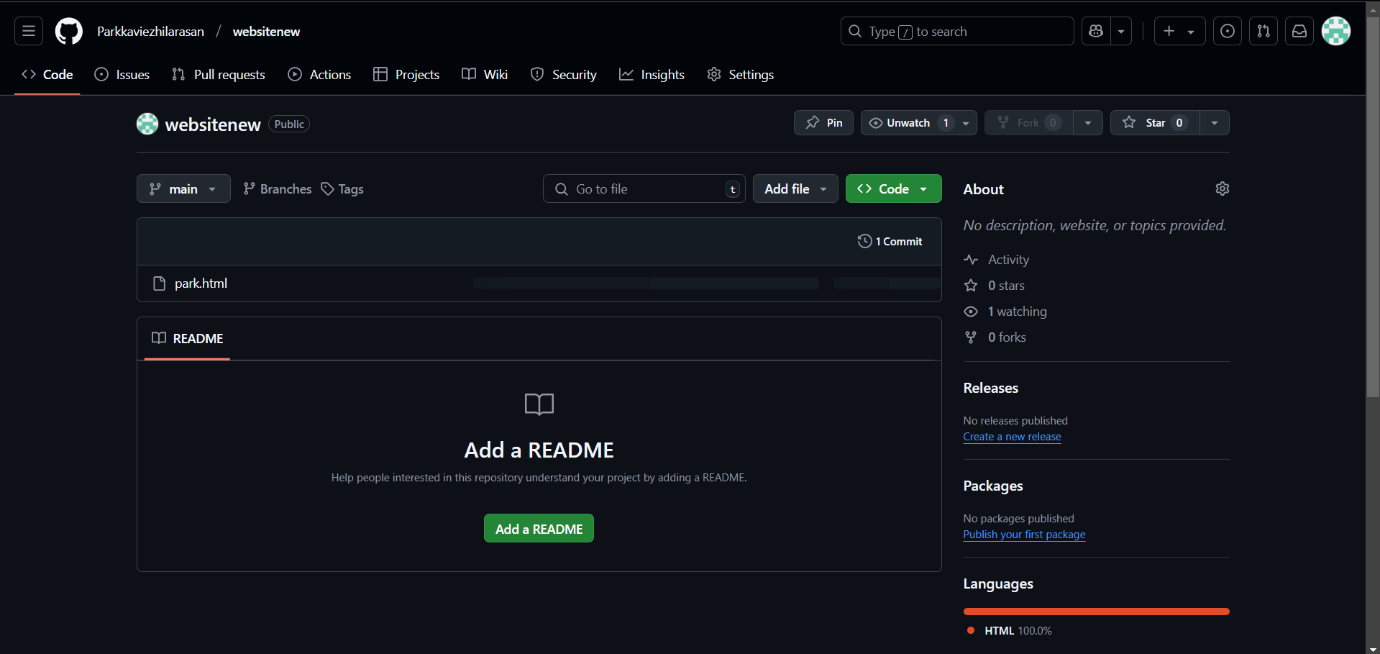 Parkkaviezhilarasan / websitenew
Type / to search
Code Issues Pull requests Actions Projects Wiki Security Insights Settings
websitenew Public
Pin Unwatch 1 Fork 0 Star 0
main Branches Tags Go to file t Add file Code
1 Commit
park.html
README
Add a README
Help people interested in this repository understand your project by adding a README.
Add a README
About
No description, website, or topics provided.
Activity
0 stars
1 watching
0 forks
Releases
No releases published
Create a new release
Packages
No packages published
Publish your first package
Languages
HTML 100.0%